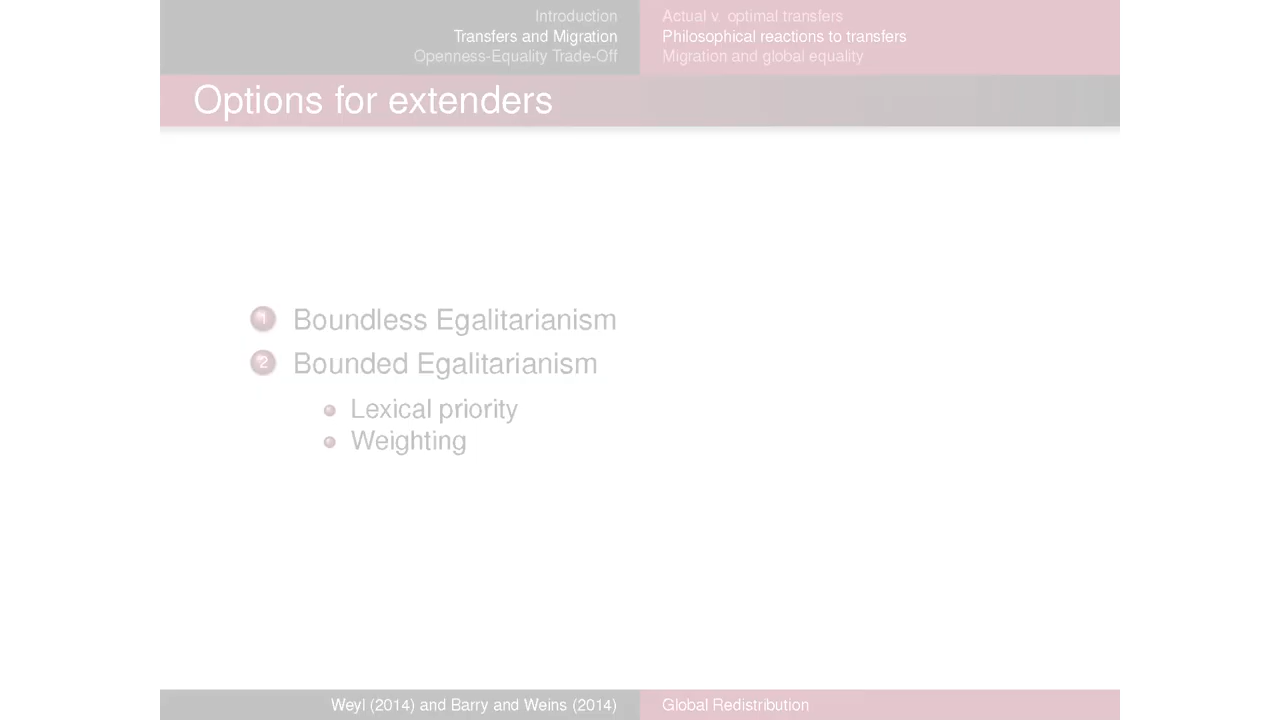 Introduction
Transfers and Migration
Openness-Equality Trade-Off
Actual v. optimal transfers
Philosophical reactions to transfers
Migration and global equality
Options for extenders
1 Boundless Egalitarianism
2 Bounded Egalitarianism
Lexical priority
Weighting
Weyl (2014) and Barry and Weins (2014)
Global Redistribution